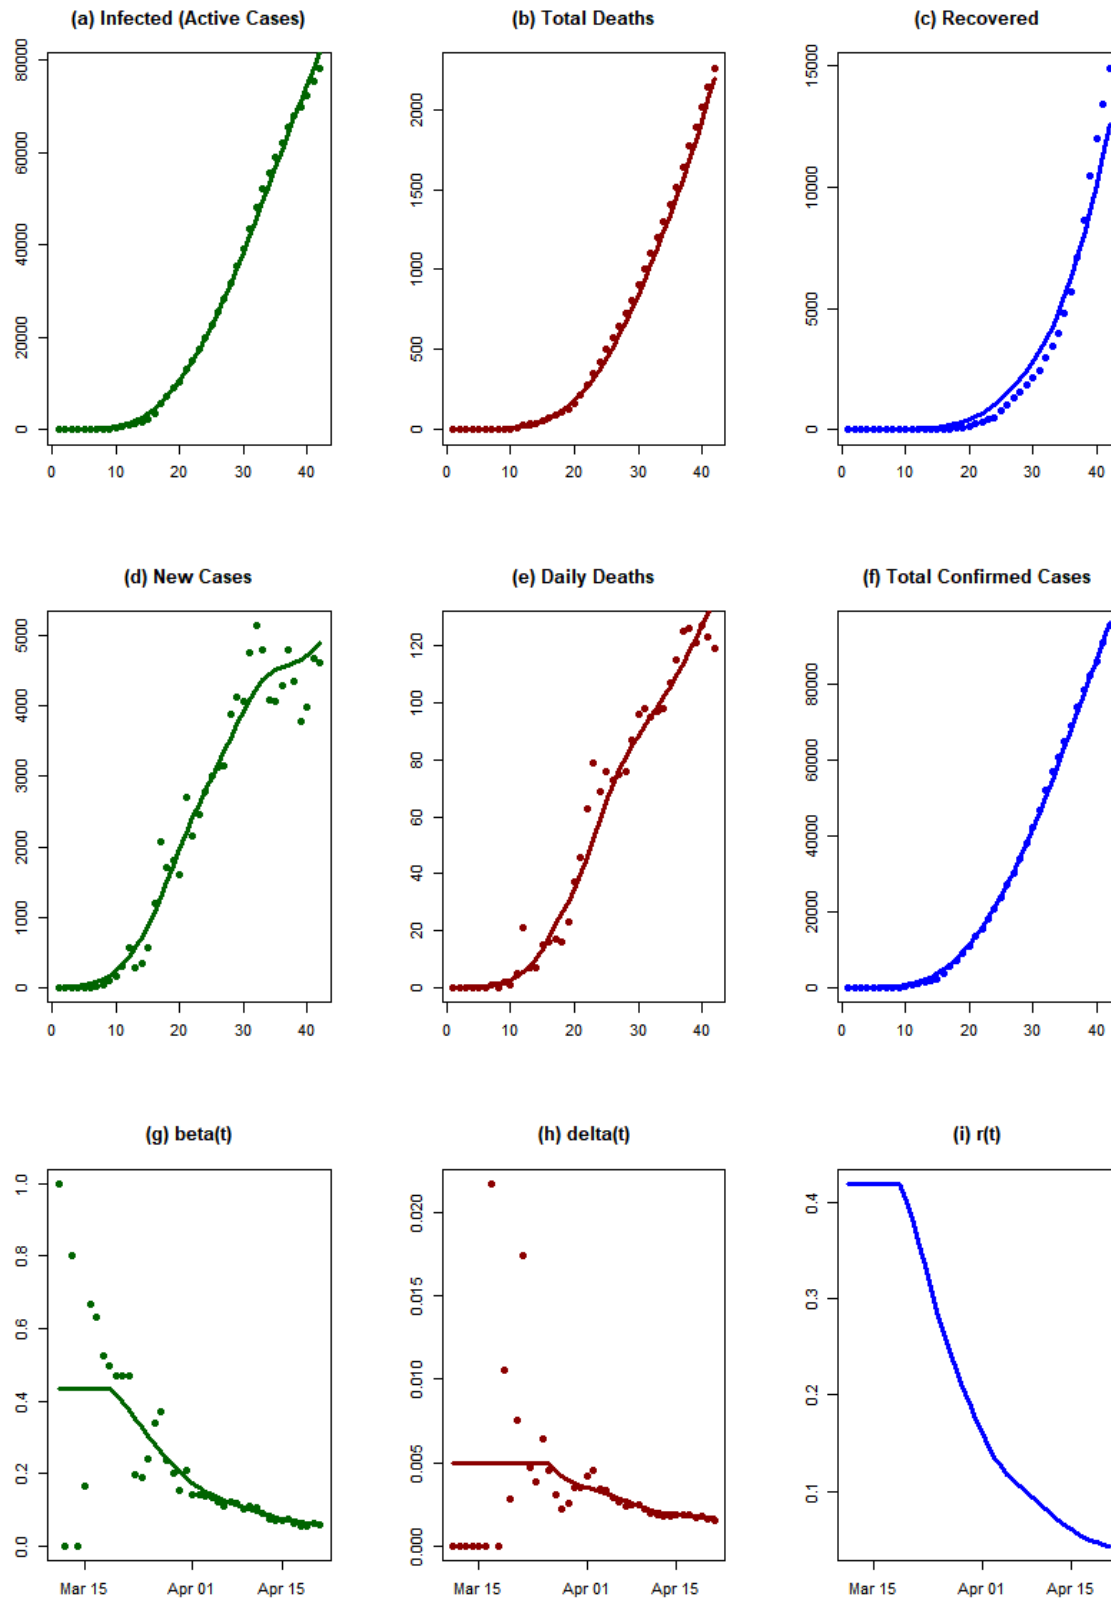 (a) Infected (Active Cases)
(b) Total Deaths
(c) Recovered
80000
60000
40000
20000
0
0 10 20 30 40
2000
1500
1000
500
0
0 10 20 30 40
15000
10000
5000
0
0 10 20 30 40
(d) New Cases
(e) Daily Deaths
(f) Total Confirmed Cases
5000
4000
3000
2000
1000
0
0 10 20 30 40
120
100
80
60
40
20
0
0 10 20 30 40
80000
60000
40000
20000
0
0 10 20 30 40
(g) beta(t)
(h) delta(t)
(i) r(t)
1.0
0.8
0.6
0.4
0.2
0.0
Mar 15 Apr 01 Apr 15
0.020
0.015
0.010
0.005
0.000
Mar 15 Apr 01 Apr 15
0.4
0.3
0.2
0.1
Mar 15 Apr 01 Apr 15